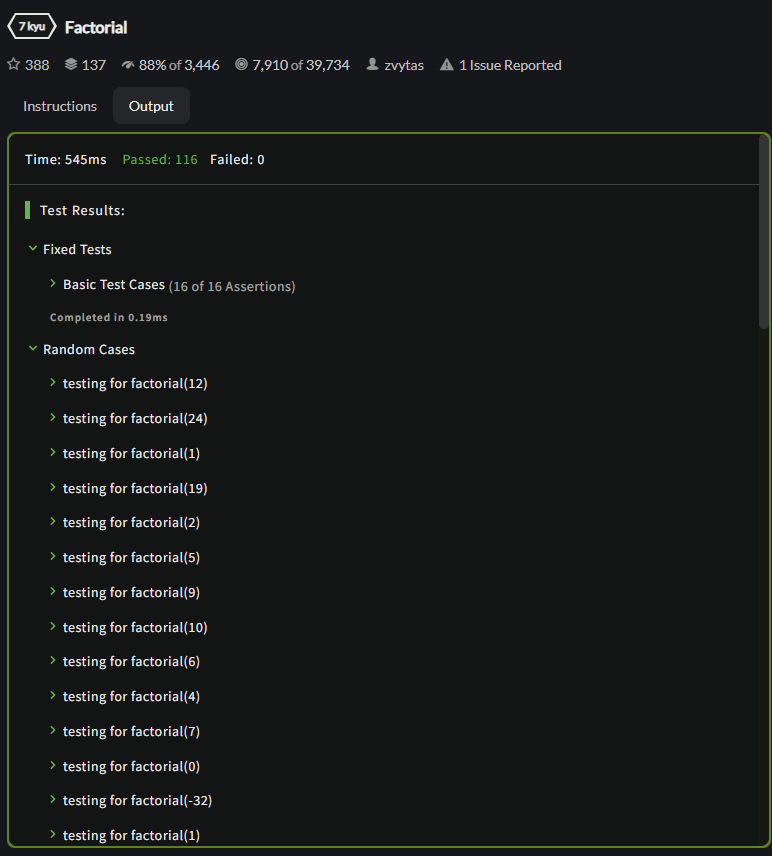 7 kyu Factorial
388 137 88% of 3,446 7,910 of 39,734 zvytas 1 Issue Reported
Instructions Output
Time: 545ms Passed: 116 Failed: 0
Test Results:
Fixed Tests
Basic Test Cases (16 of 16 Assertions)
Completed in 0.19ms
Random Cases
testing for factorial(12)
testing for factorial(24)
testing for factorial(1)
testing for factorial(19)
testing for factorial(2)
testing for factorial(5)
testing for factorial(9)
testing for factorial(10)
testing for factorial(6)
testing for factorial(4)
testing for factorial(7)
testing for factorial(0)
testing for factorial(-32)
testing for factorial(1)